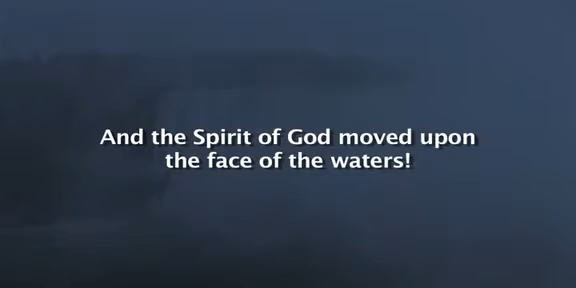 And the Spirit of God moved upon
the face of the waters!